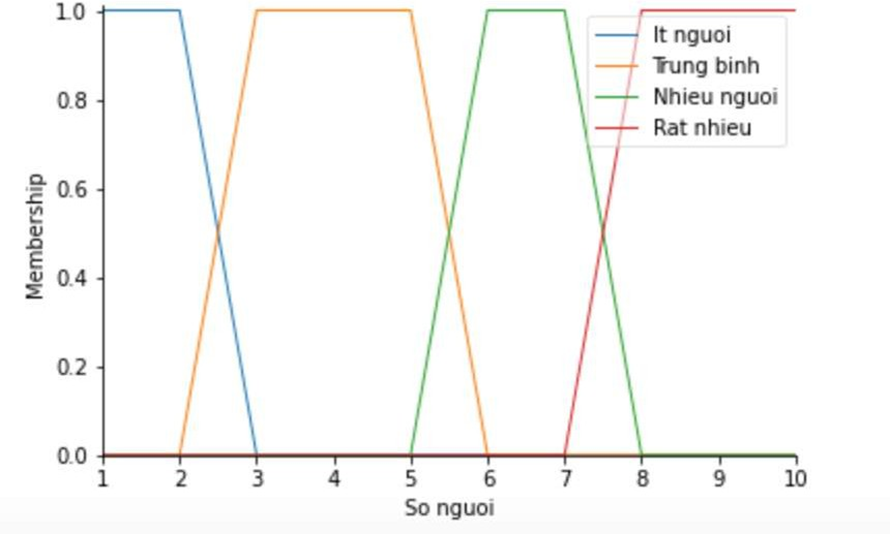 1.0
0.8
0.6
0.4
0.2
0.0
Membership
It nguoi
Trung binh
Nhieu nguoi
Rat nhieu
1 2 3 4 5 6 7 8 9 10
So nguoi